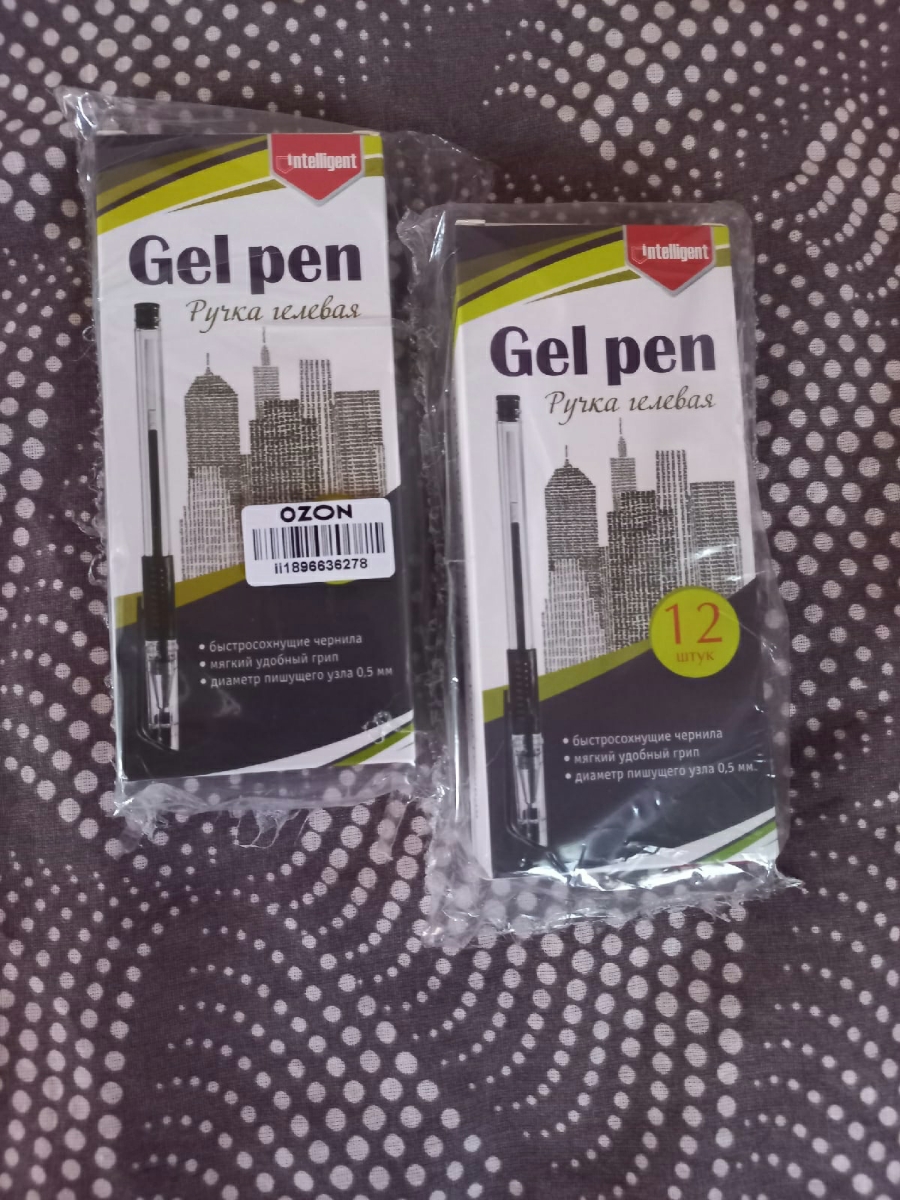 intelligent
Gel pen
Ручка гелевая
OZON
ii1896636278
• быстросохнущие чернила
• мягкий удобный грип
• диаметр пишущего узла 0,5 мм
intelligent
Gel pen
Ручка гелевая
12
штук
• быстросохнущие чернила
• мягкий удобный грип
• диаметр пишущего узла 0,5 мм